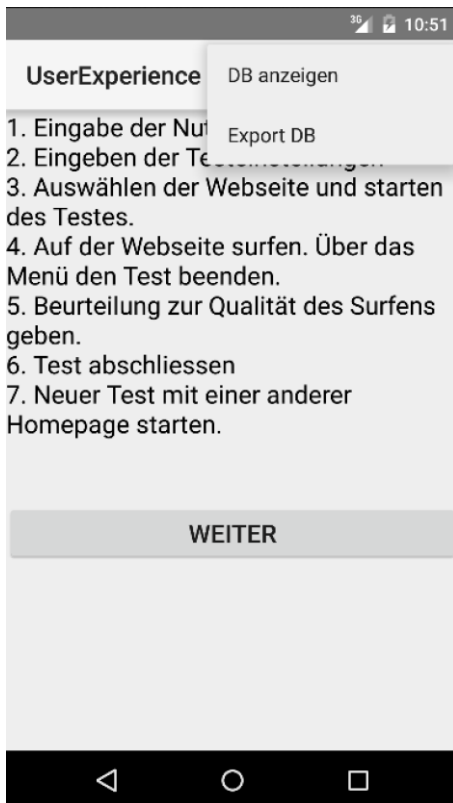 3G 10:51
UserExperience
DB anzeigen
Export DB
1. Eingabe der
2. Eingeben der
3. Auswählen der Webseite und starten
des Testes.
4. Auf der Webseite surfen. Über das
Menü den Test beenden.
5. Beurteilung zur Qualität des Surfens
geben.
6. Test abschliessen
7. Neuer Test mit einer anderer
Homepage starten.
WEITER